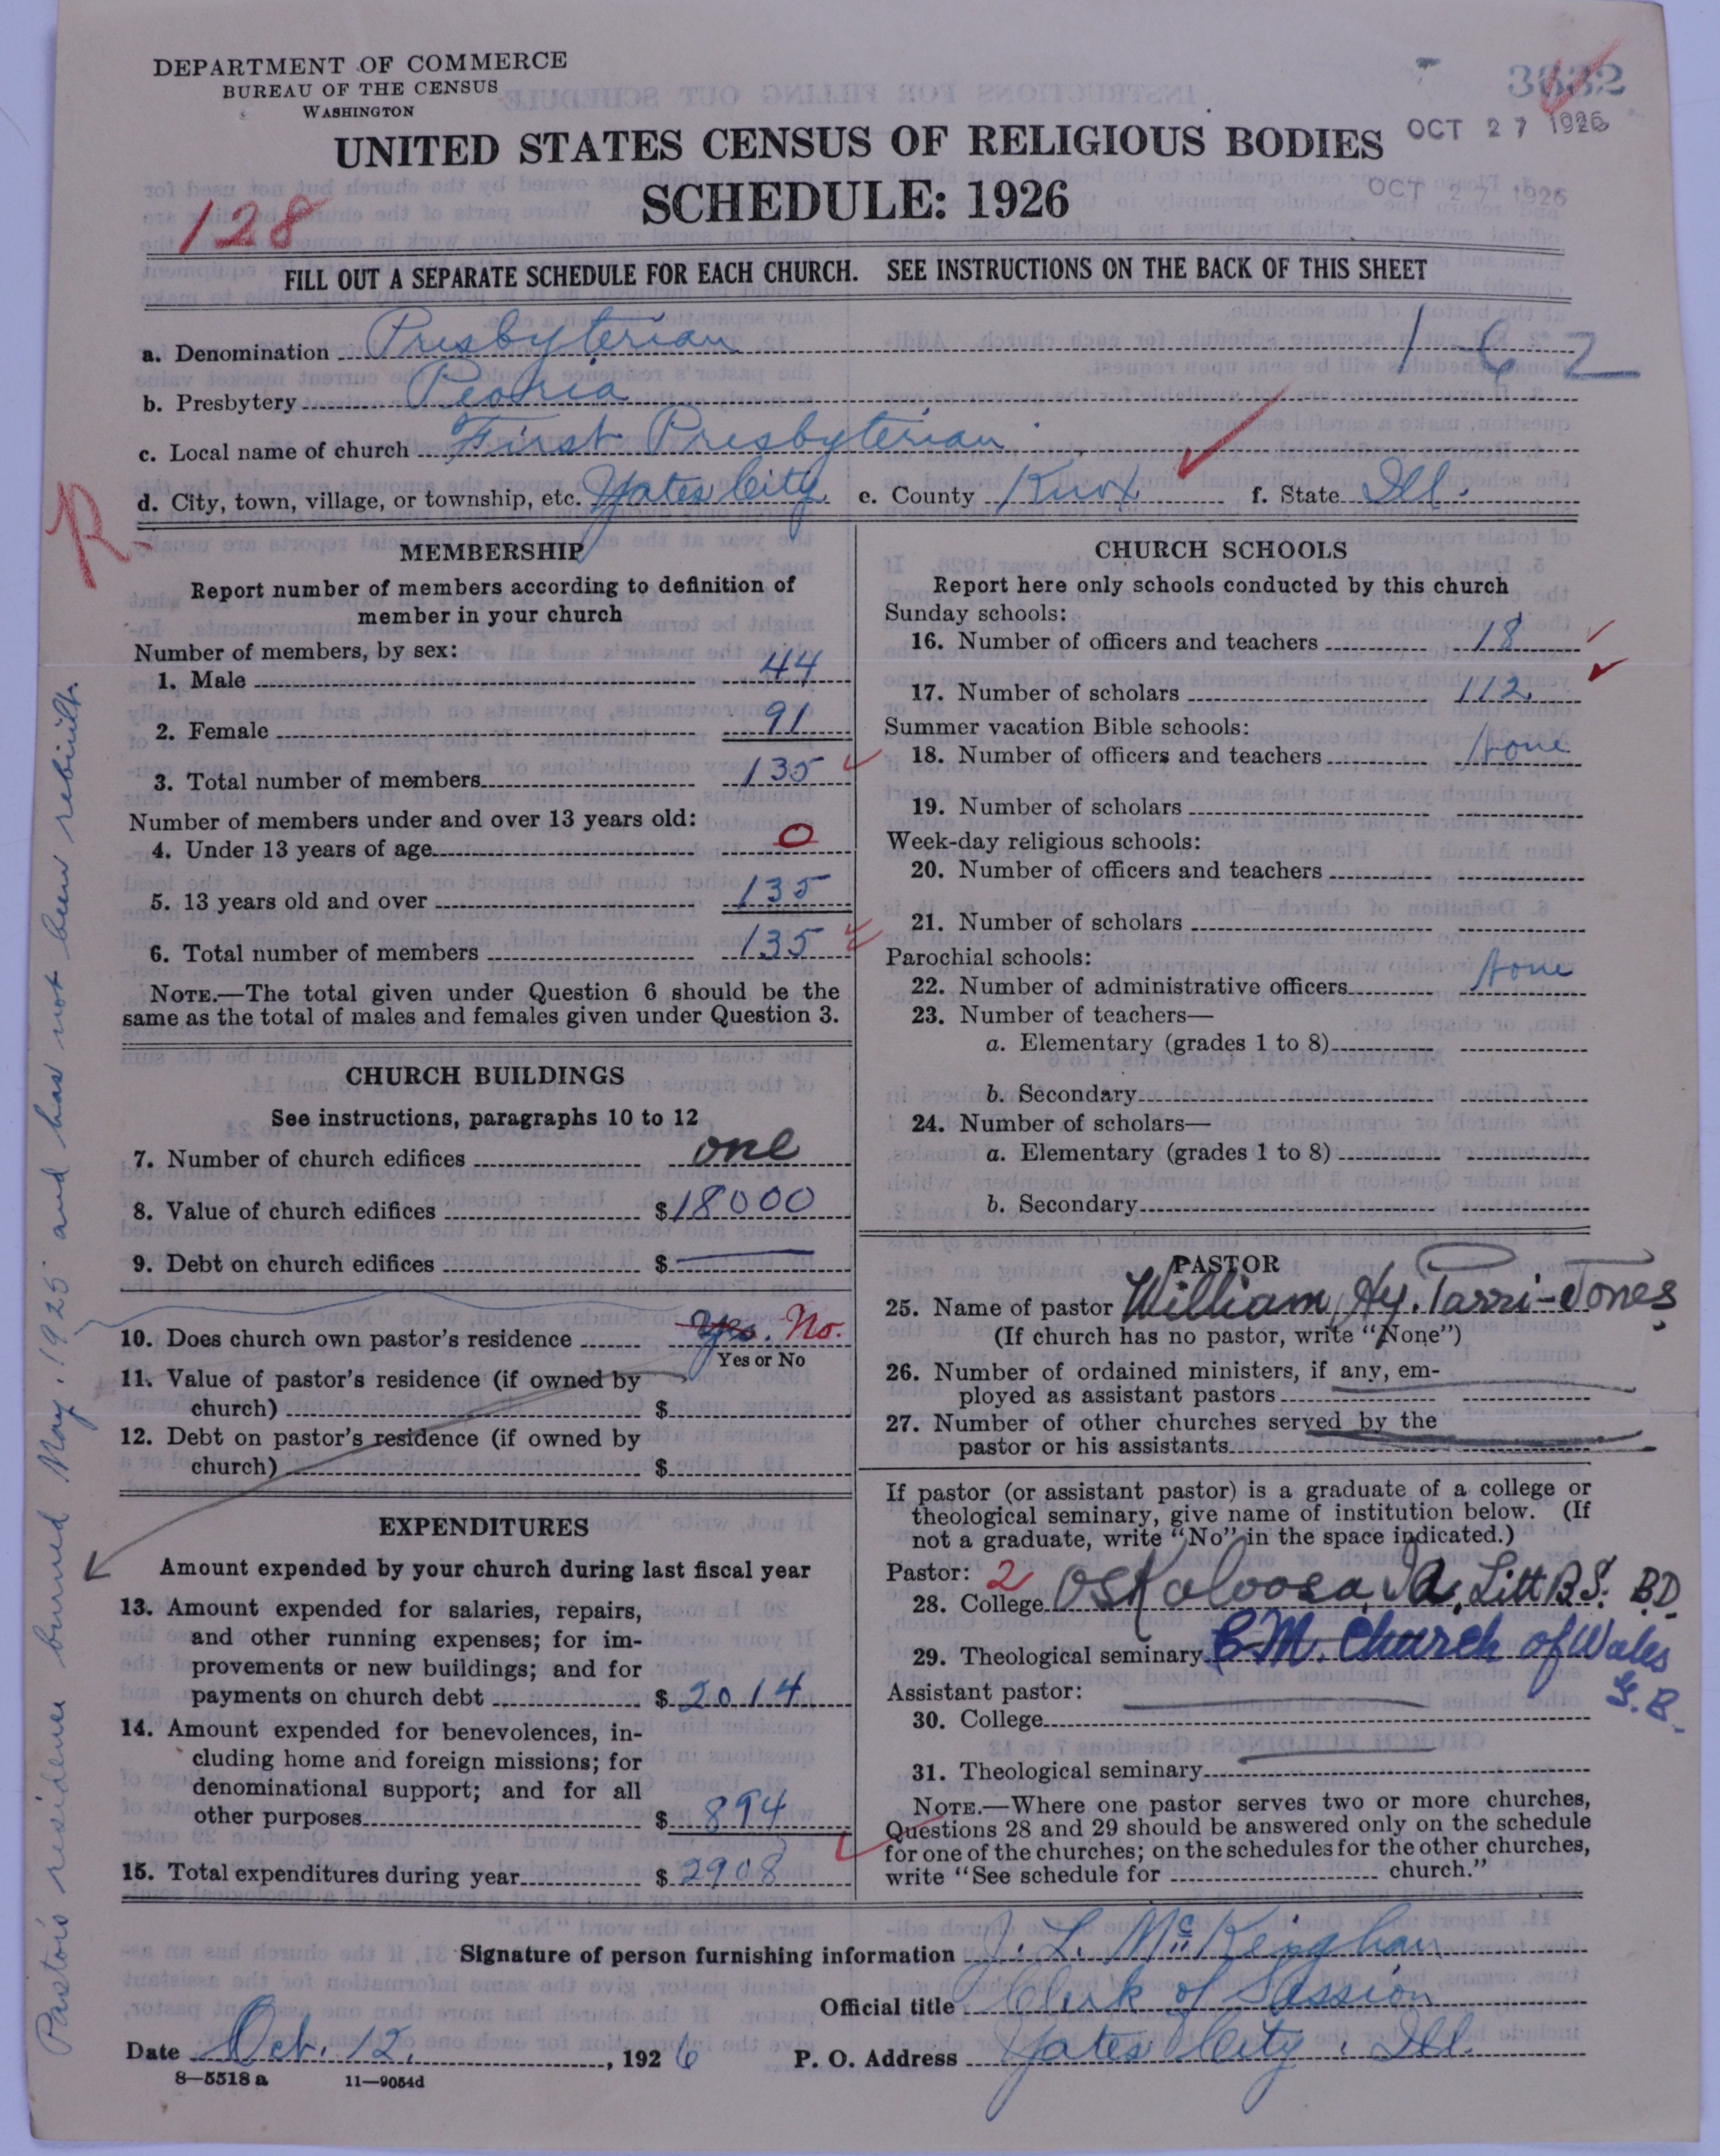 DEPARTMENT OF COMMERCE
BUREAU OF THE CENSUS
WASHINGTON
3632
OCT 27 1926
UNITED STATES CENSUS OF RELIGIOUS BODIES
SCHEDULE: 1926
OCT 27 1926
128
FILL OUT A SEPARATE SCHEDULE FOR EACH CHURCH. SEE INSTRUCTIONS ON THE BACK OF THIS SHEET
a. Denomination Presbyterian 1-62
b. Presbytery Peoria
c. Local name of church First Presbyterian
d. City, town, village, or township, etc. Yates City e. County Knox f. State Ill.
R
MEMBERSHIP
Report number of members according to definition of
member in your church
Number of members, by sex:
1. Male 44
2. Female 91
3. Total number of members 135
Number of members under and over 13 years old:
4. Under 13 years of age 0
5. 13 years old and over 135
6. Total number of members 135
NOTE.—The total given under Question 6 should be the
same as the total of males and females given under Question 3.
CHURCH BUILDINGS
See instructions, paragraphs 10 to 12
7. Number of church edifices one
8. Value of church edifices $18000
9. Debt on church edifices $ —
10. Does church own pastor's residence Yes. No.
Yes or No
11. Value of pastor's residence (if owned by
church) $
12. Debt on pastor's residence (if owned by
church) $
EXPENDITURES
Amount expended by your church during last fiscal year
13. Amount expended for salaries, repairs,
and other running expenses; for im-
provements or new buildings; and for
payments on church debt $2014
14. Amount expended for benevolences, in-
cluding home and foreign missions; for
denominational support; and for all
other purposes $894
15. Total expenditures during year $2908
Pastor's residence burned May, 1925 and has not been rebuilt.
CHURCH SCHOOLS
Report here only schools conducted by this church
Sunday schools:
16. Number of officers and teachers 18
17. Number of scholars 112
Summer vacation Bible schools:
18. Number of officers and teachers None
19. Number of scholars
Week-day religious schools:
20. Number of officers and teachers
21. Number of scholars
Parochial schools:
22. Number of administrative officers None
23. Number of teachers—
a. Elementary (grades 1 to 8)
b. Secondary
24. Number of scholars—
a. Elementary (grades 1 to 8)
b. Secondary
PASTOR
25. Name of pastor William Hy. Parri-Jones,
(If church has no pastor, write "None")
26. Number of ordained ministers, if any, em-
ployed as assistant pastors
27. Number of other churches served by the
pastor or his assistants
If pastor (or assistant pastor) is a graduate of a college or
theological seminary, give name of institution below. (If
not a graduate, write "No" in the space indicated.)
Pastor: 2
28. College Oskaloosa, Ia, Litt B.S. B.D.
29. Theological seminary C.M. Church of Wales
G.B.
Assistant pastor:
30. College
31. Theological seminary
NOTE.—Where one pastor serves two or more churches,
Questions 28 and 29 should be answered only on the schedule
for one of the churches; on the schedules for the other churches,
write "See schedule for church."
Signature of person furnishing information J. L. McKeighan
Official title Clerk of Session
Date Oct. 12, 1926 P. O. Address Yates City, Ill.
8—5518 a 11—9054d